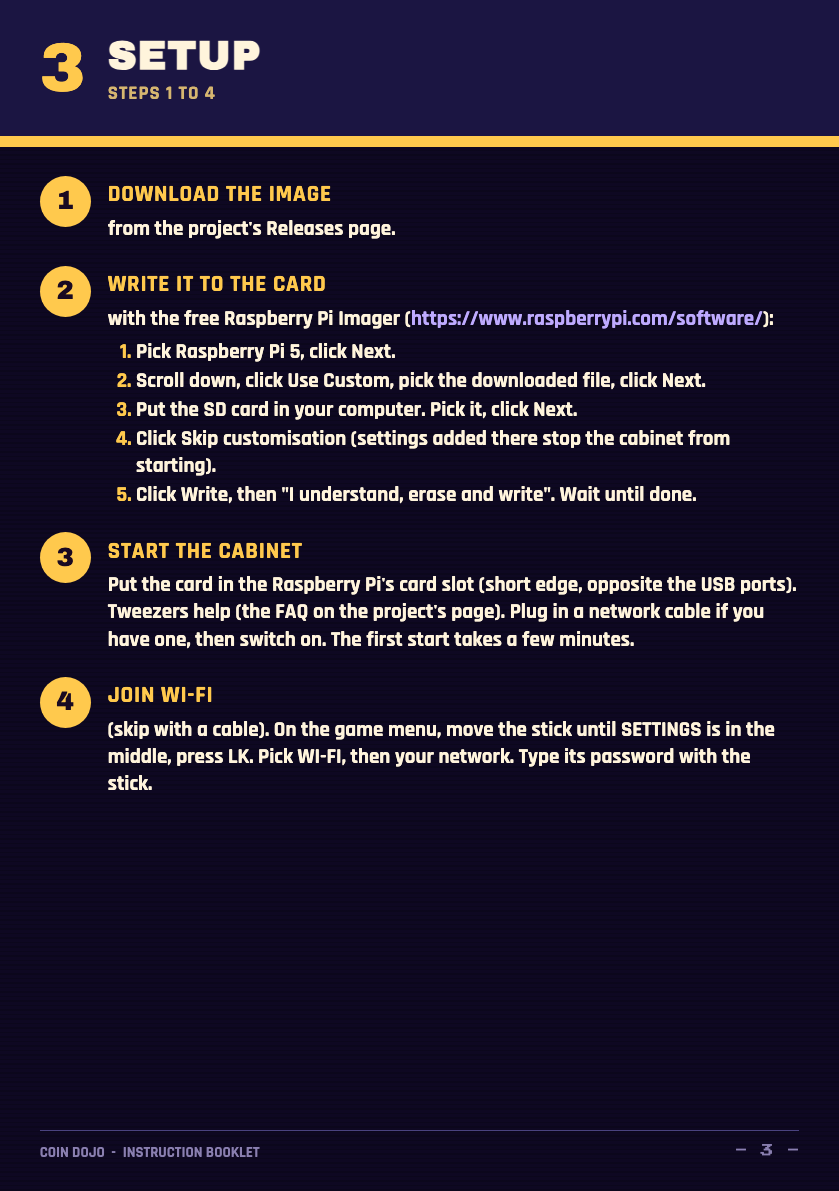 3
SETUP
STEPS 1 TO 4
1
DOWNLOAD THE IMAGE
from the project's Releases page.
2
WRITE IT TO THE CARD
with the free Raspberry Pi Imager (https://www.raspberrypi.com/software/):
1. Pick Raspberry Pi 5, click Next.
2. Scroll down, click Use Custom, pick the downloaded file, click Next.
3. Put the SD card in your computer. Pick it, click Next.
4. Click Skip customisation (settings added there stop the cabinet from
starting).
5. Click Write, then "I understand, erase and write". Wait until done.
3
START THE CABINET
Put the card in the Raspberry Pi's card slot (short edge, opposite the USB ports).
Tweezers help (the FAQ on the project's page). Plug in a network cable if you
have one, then switch on. The first start takes a few minutes.
4
JOIN WI-FI
(skip with a cable). On the game menu, move the stick until SETTINGS is in the
middle, press LK. Pick WI-FI, then your network. Type its password with the
stick.
COIN DOJO - INSTRUCTION BOOKLET
– 3 –